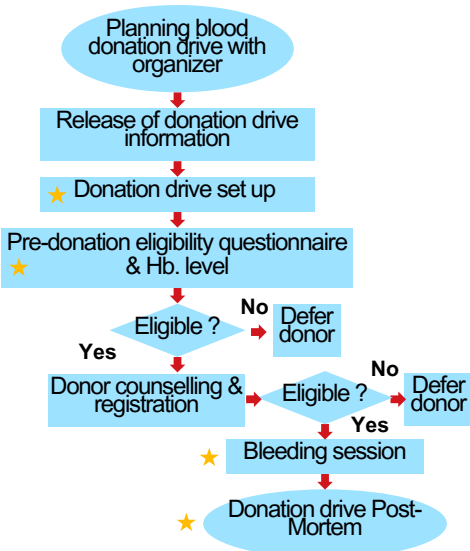 Planning blood
donation drive with
organizer
Release of donation drive
information
Donation drive set up
Pre-donation eligibility questionnaire
& Hb. level
Eligible ?
No
Defer
donor
Yes
Donor counselling &
registration
Eligible ?
No
Defer
donor
Yes
Bleeding session
Donation drive Post-
Mortem